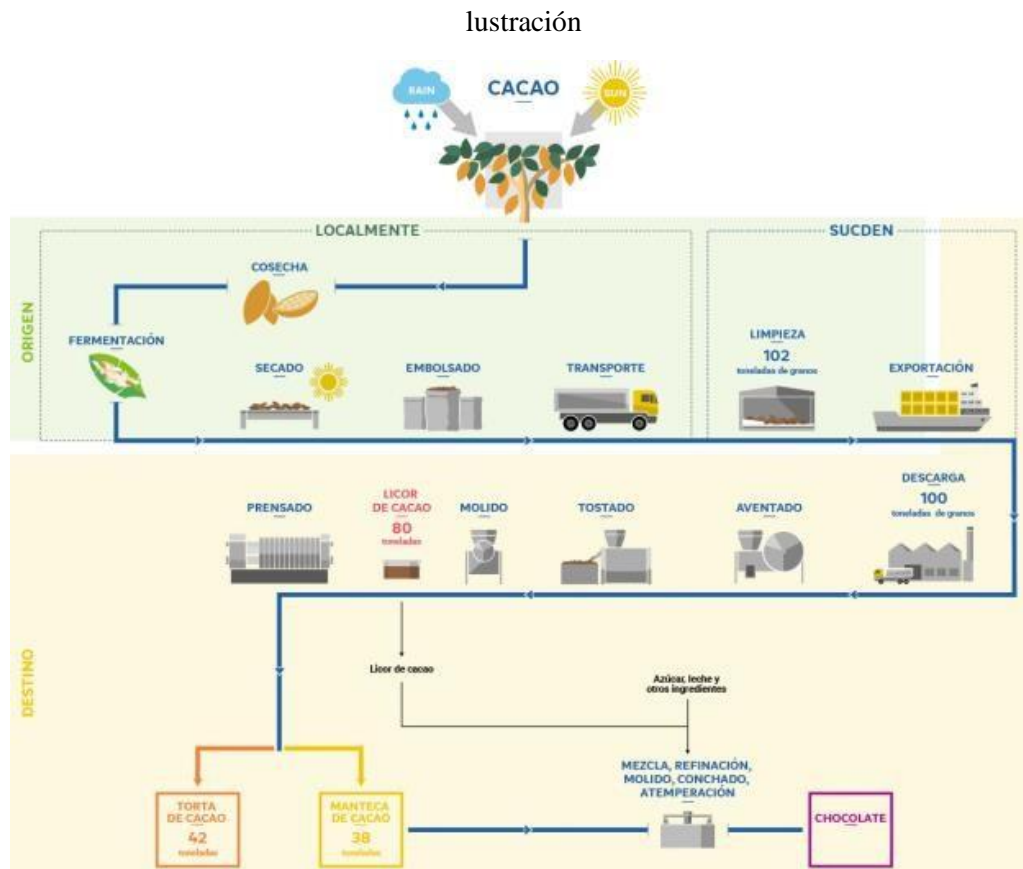 lustración
CACAO
RAIN
SUN
LOCALMENTE
SUCDEN
ORIGEN
COSECHA
FERMENTACIÓN
SECADO
EMBOLSADO
TRANSPORTE
LIMPIEZA
102
toneladas de granos
EXPORTACIÓN
DESTINO
PRENSADO
LICOR
DE CACAO
80
toneladas
MOLIDO
TOSTADO
AVENTADO
DESCARGA
100
toneladas de granos
Licor de cacao
Azúcar, leche y
otros ingredientes
TORTA
DE CACAO
42
toneladas
MANTECA
DE CACAO
38
toneladas
MEZCLA, REFINACIÓN,
MOLIDO, CONCHADO,
ATEMPERACIÓN
CHOCOLATE